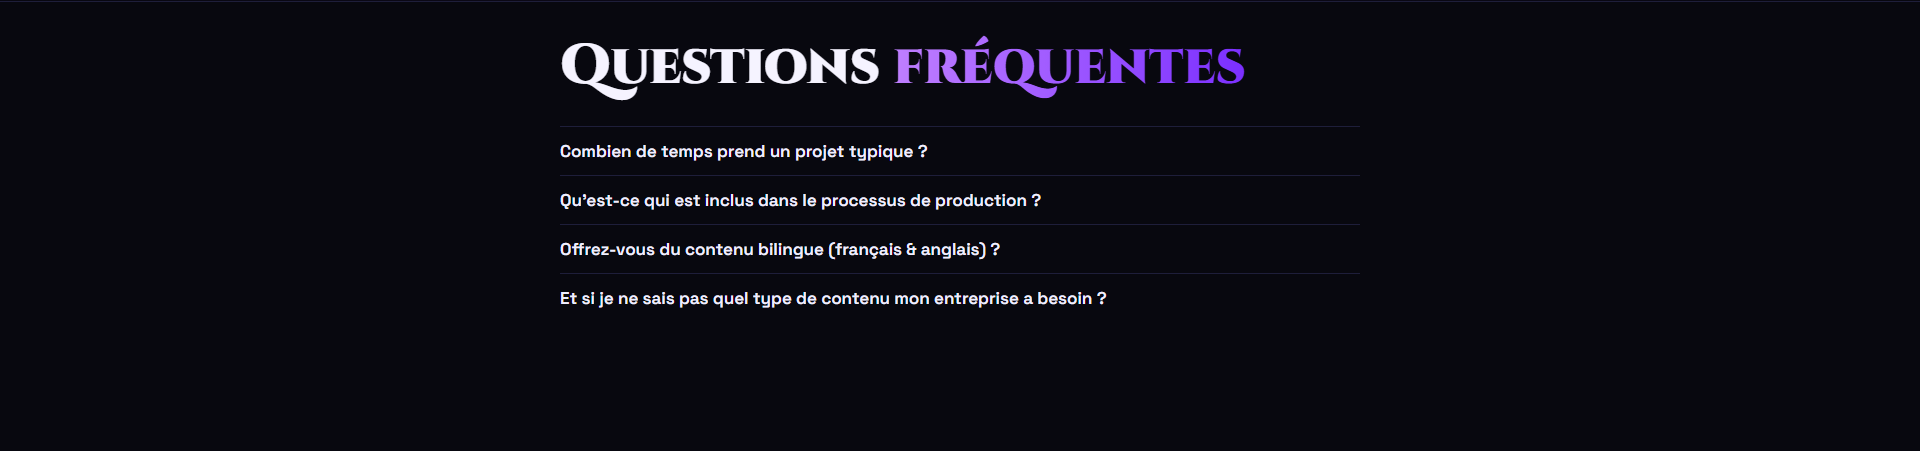 Questions fréquentes
Combien de temps prend un projet typique ?
Qu’est-ce qui est inclus dans le processus de production ?
Offrez-vous du contenu bilingue (français & anglais) ?
Et si je ne sais pas quel type de contenu mon entreprise a besoin ?